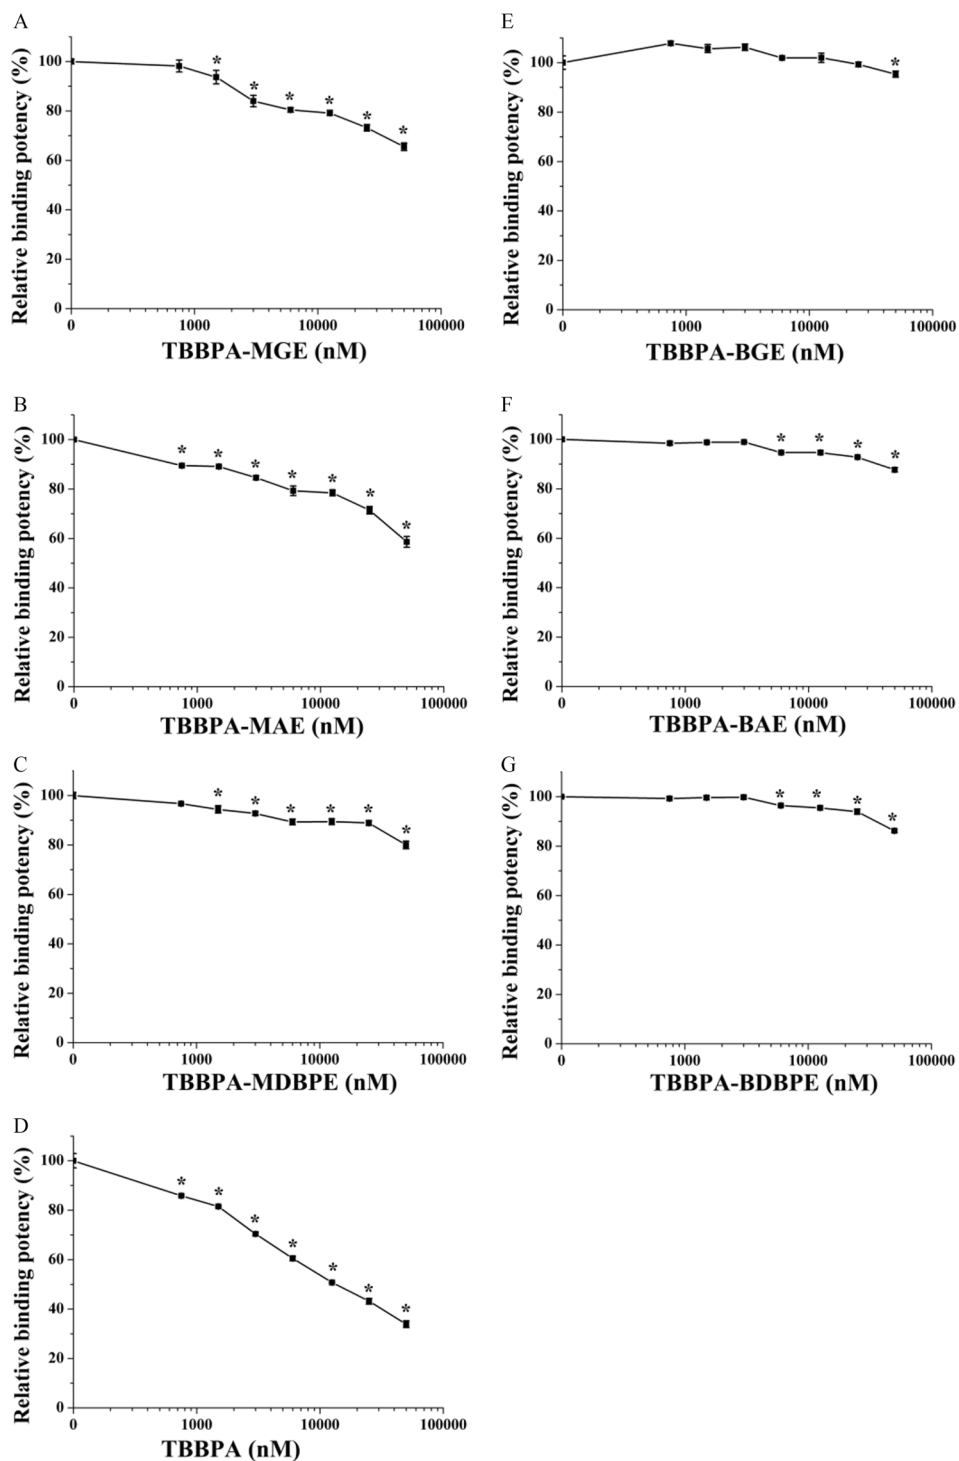 A
Relative binding potency (%)
100
80
60
40
20
0
0 1000 10000 100000
TBBPA-MGE (nM)
* * * * * *
E
Relative binding potency (%)
100
80
60
40
20
0
0 1000 10000 100000
TBBPA-BGE (nM)
*
B
Relative binding potency (%)
100
80
60
40
20
0
0 1000 10000 100000
TBBPA-MAE (nM)
* * * * * * *
F
Relative binding potency (%)
100
80
60
40
20
0
0 1000 10000 100000
TBBPA-BAE (nM)
* * * *
C
Relative binding potency (%)
100
80
60
40
20
0
0 1000 10000 100000
TBBPA-MDBPE (nM)
* * * * * *
G
Relative binding potency (%)
100
80
60
40
20
0
0 1000 10000 100000
TBBPA-BDBPE (nM)
* * * *
D
Relative binding potency (%)
100
80
60
40
20
0
0 1000 10000 100000
TBBPA (nM)
* * * * * * *